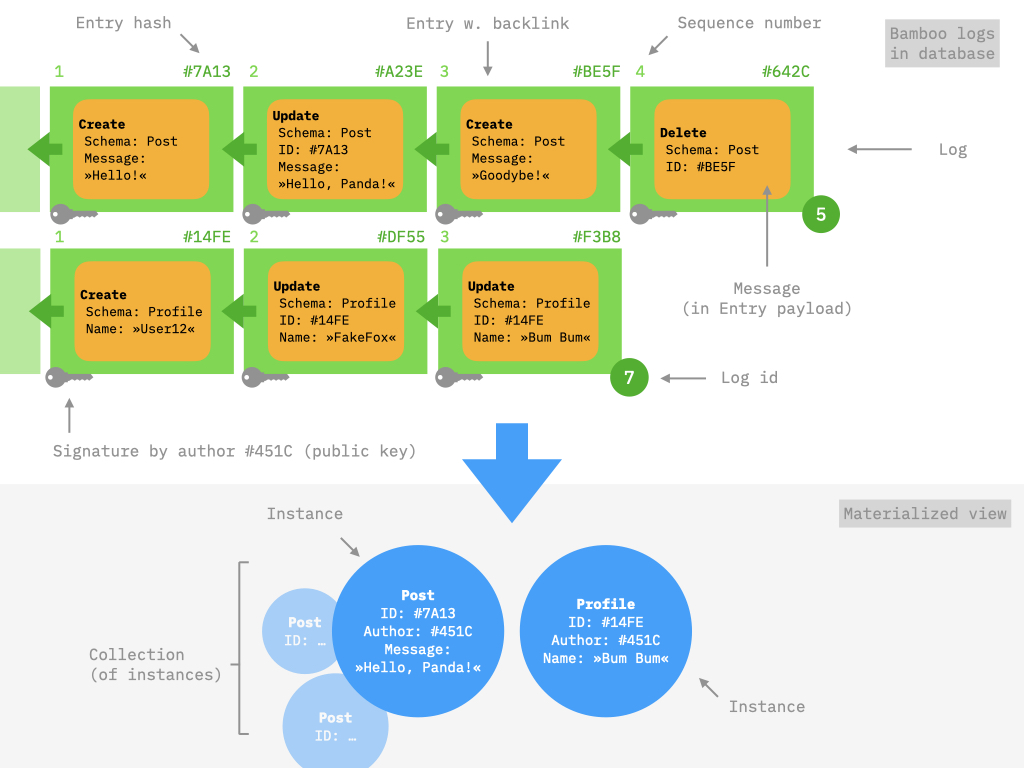 Entry hash
Entry w. backlink
Sequence number
Bamboo logs
in database
1
#7A13
2
#A23E
3
#BE5F
4
#642C
Create
Schema: Post
Message:
»Hello!«
Update
Schema: Post
ID: #7A13
Message:
»Hello, Panda!«
Create
Schema: Post
Message:
»Goodybe!«
Delete
Schema: Post
ID: #BE5F
Log
5
1
#14FE
2
#DF55
3
#F3B8
Create
Schema: Profile
Name: »User12«
Update
Schema: Profile
ID: #14FE
Name: »FakeFox«
Update
Schema: Profile
ID: #14FE
Name: »Bum Bum«
Message
(in Entry payload)
7
Log id
Signature by author #451C (public key)
Instance
Materialized view
Collection
(of instances)
Post
ID: …
Post
ID: #7A13
Author: #451C
Message:
»Hello, Panda!«
Profile
ID: #14FE
Author: #451C
Name: »Bum Bum«
Post
ID: …
Instance